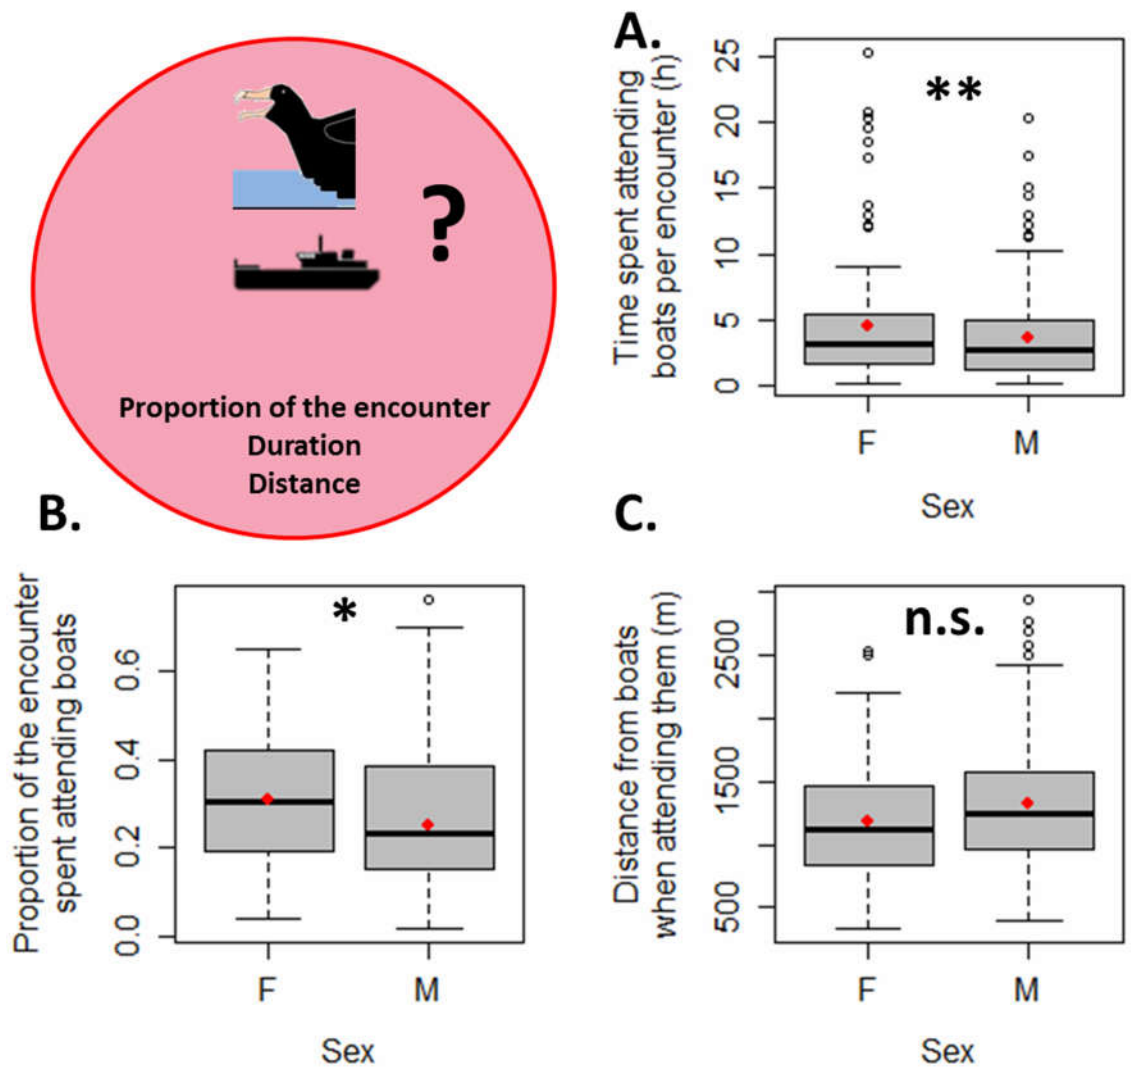 ?
Proportion of the encounter
Duration
Distance
A.
Time spent attending
boats per encounter (h)
25
20
15
10
5
0
**
F
M
Sex
B.
Proportion of the encounter
spent attending boats
0.6
0.4
0.2
0.0
*
F
M
Sex
C.
Distance from boats
when attending them (m)
2500
1500
500
n.s.
F
M
Sex